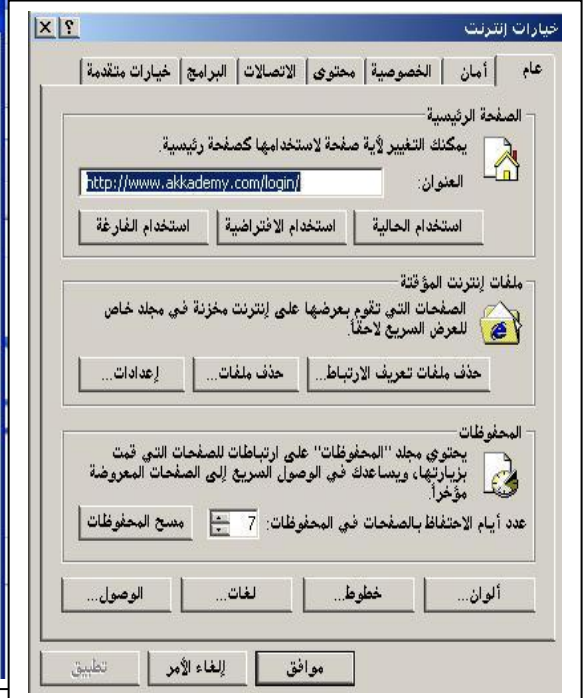 خيارات إنترنت
? X
عام أمان الخصوصية محتوى الاتصالات البرامج خيارات متقدمة
الصفحة الرئيسية
يمكنك التغيير لأية صفحة لاستخدامها كصفحة رئيسية.
العنوان: http://www.akkademy.com/login/
استخدام الحالية استخدام الافتراضية استخدام الفارغة
ملفات إنترنت المؤقتة
الصفحات التي تقوم بعرضها على إنترنت مخزنة في مجلد خاص
للعرض السريع لاحقاً.
حذف ملفات تعريف الارتباط... حذف ملفات... إعدادات...
المحفوظات
يحتوي مجلد "المحفوظات" على ارتباطات للصفحات التي قمت
بزيارتها، ويساعدك في الوصول السريع إلى الصفحات المعروضة
مؤخراً.
عدد أيام الاحتفاظ بالصفحات في المحفوظات: 7 مسح المحفوظات
ألوان... خطوط... لغات... الوصول...
موافق إلغاء الأمر تطبيق